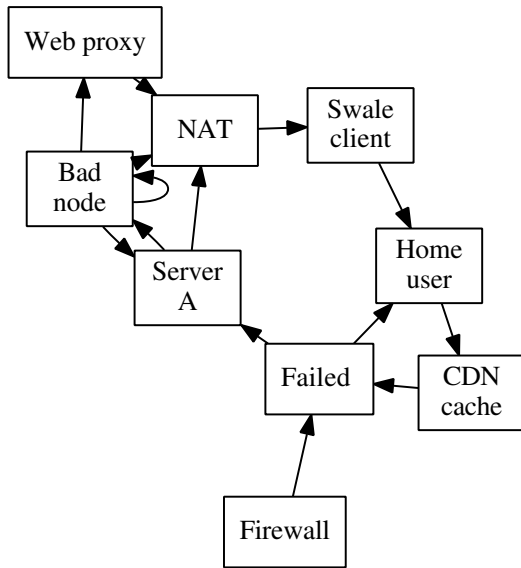 Web proxy
NAT
Swale
client
Bad
node
Server
A
Home
user
Failed
CDN
cache
Firewall